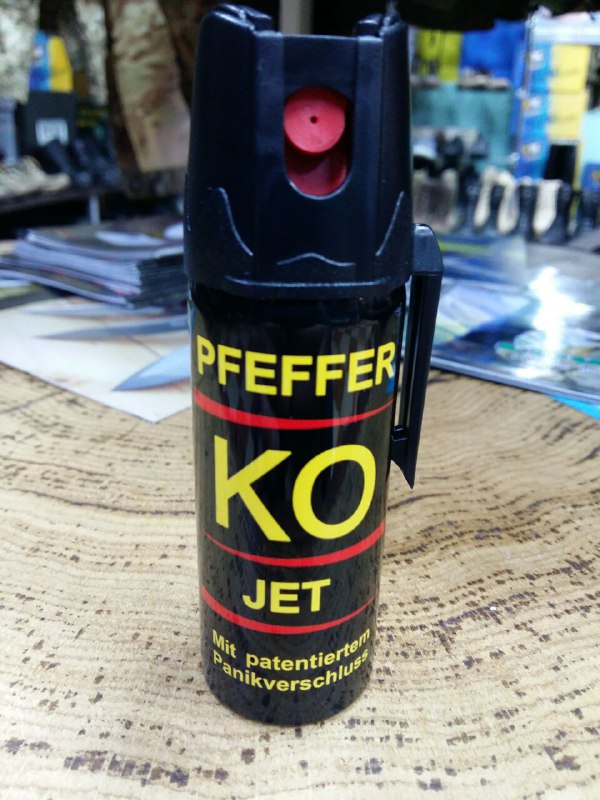 PFEFFER
KO
JET
Mit patentiertem
Panikverschluss